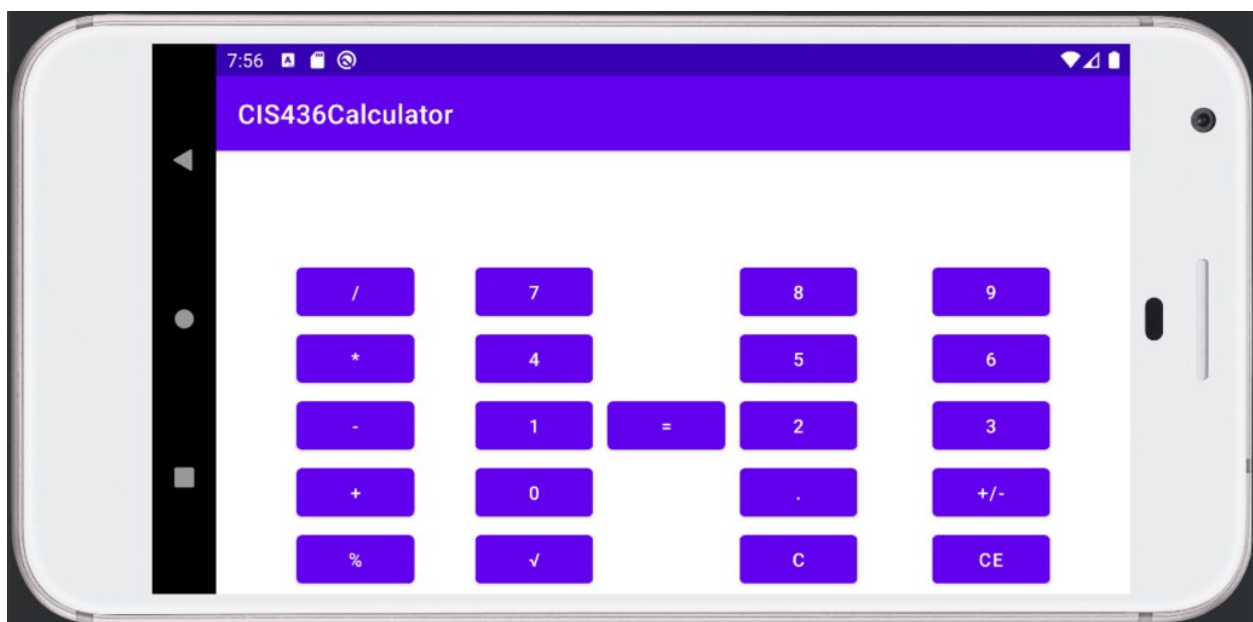 7:56
CIS436Calculator
/ 7 8 9
* 4 5 6
- 1 = 2 3
+ 0 . +/-
% √ C CE